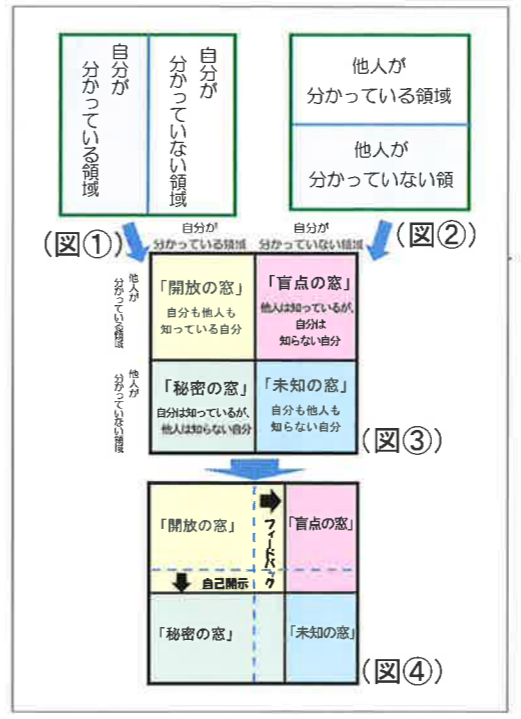 自分が
分かっている領域
自分が
分かっていない領域
他人が
分かっている領域
他人が
分かっていない領
(図①)
(図②)
自分が
分かっている領域
自分が
分かっていない領域
他人が
分かっている領域
「開放の窓」
自分も他人も
知っている自分
「盲点の窓」
他人は知っているが、
自分は
知らない自分
他人が
分かっていない領域
「秘密の窓」
自分は知っているが、
他人は知らない自分
「未知の窓」
自分も他人も
知らない自分
(図③)
「開放の窓」
フィードバック
「盲点の窓」
自己開示
「秘密の窓」
「未知の窓」
(図④)